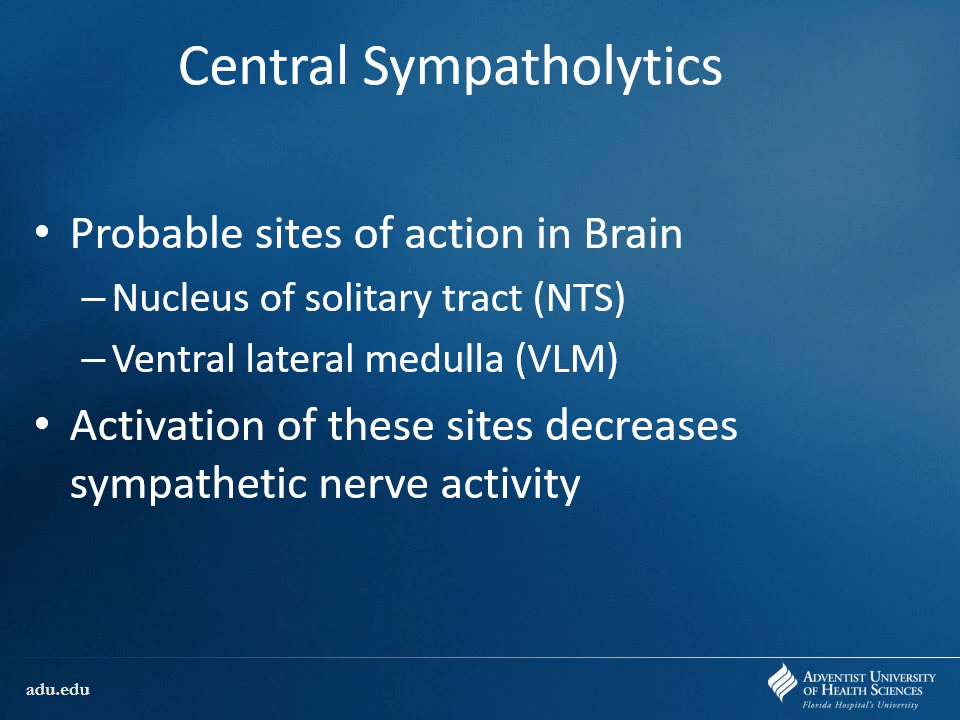 Central Sympatholytics
• Probable sites of action in Brain
– Nucleus of solitary tract (NTS)
– Ventral lateral medulla (VLM)
• Activation of these sites decreases
sympathetic nerve activity
adu.edu
ADVENTIST UNIVERSITY
OF HEALTH SCIENCES
Florida Hospital's University